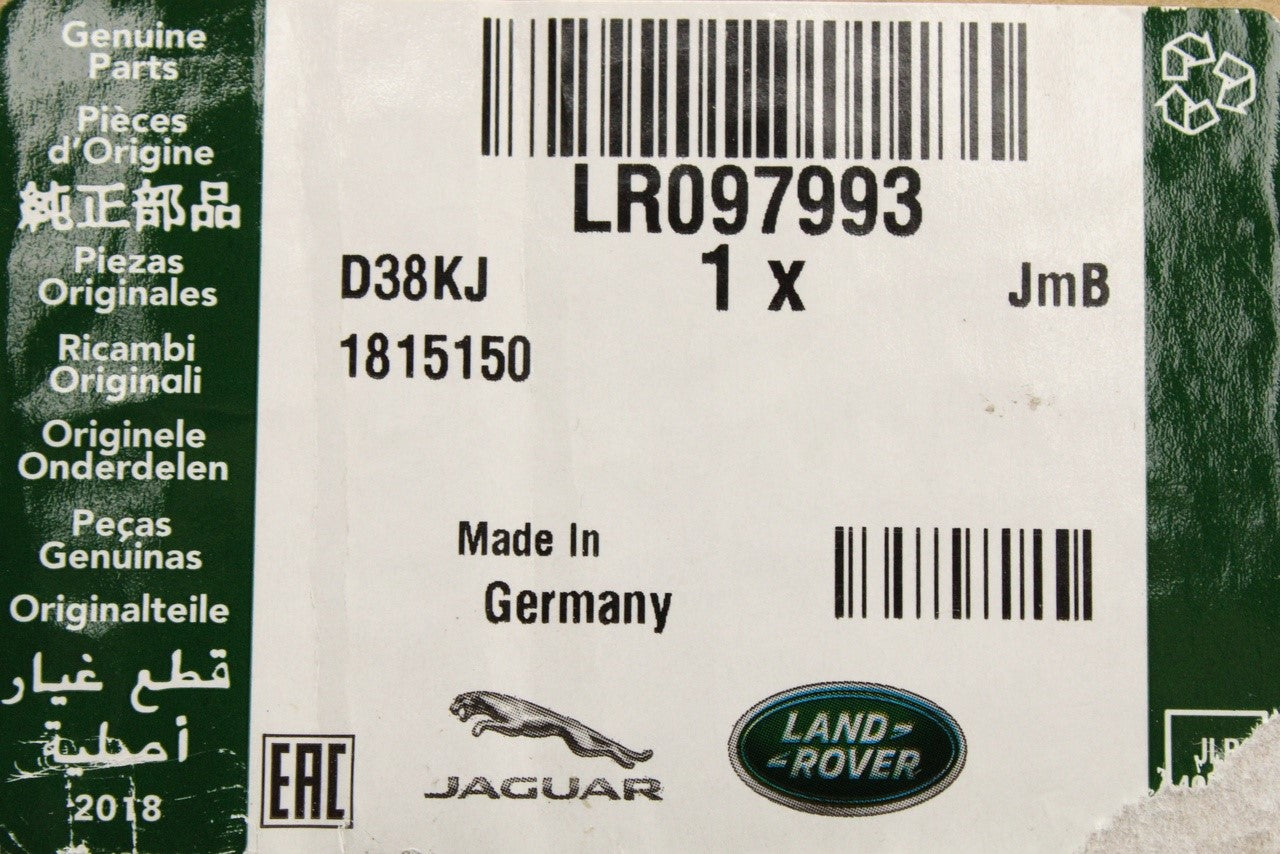 Genuine
Parts
Pièces
d'Origine
純正部品
Piezas
Originales
Ricambi
Originali
Originele
Onderdelen
Peças
Genuinas
Originalteile
قطع غيار
أصلية
2018
LR097993
D38KJ 1 x JmB
1815150
Made In
Germany
EAC
JAGUAR
LAND-
-ROVER